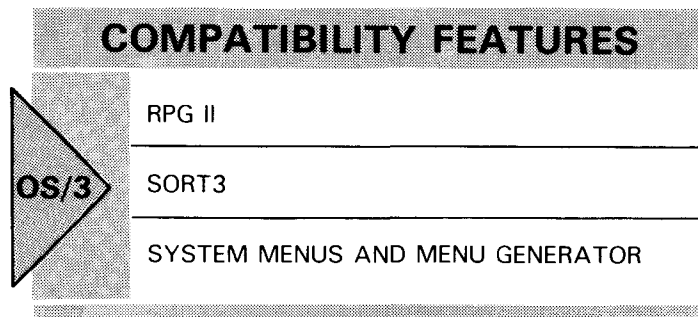 COMPATIBILITY FEATURES
RPG II
OS/3
SORT3
SYSTEM MENUS AND MENU GENERATOR